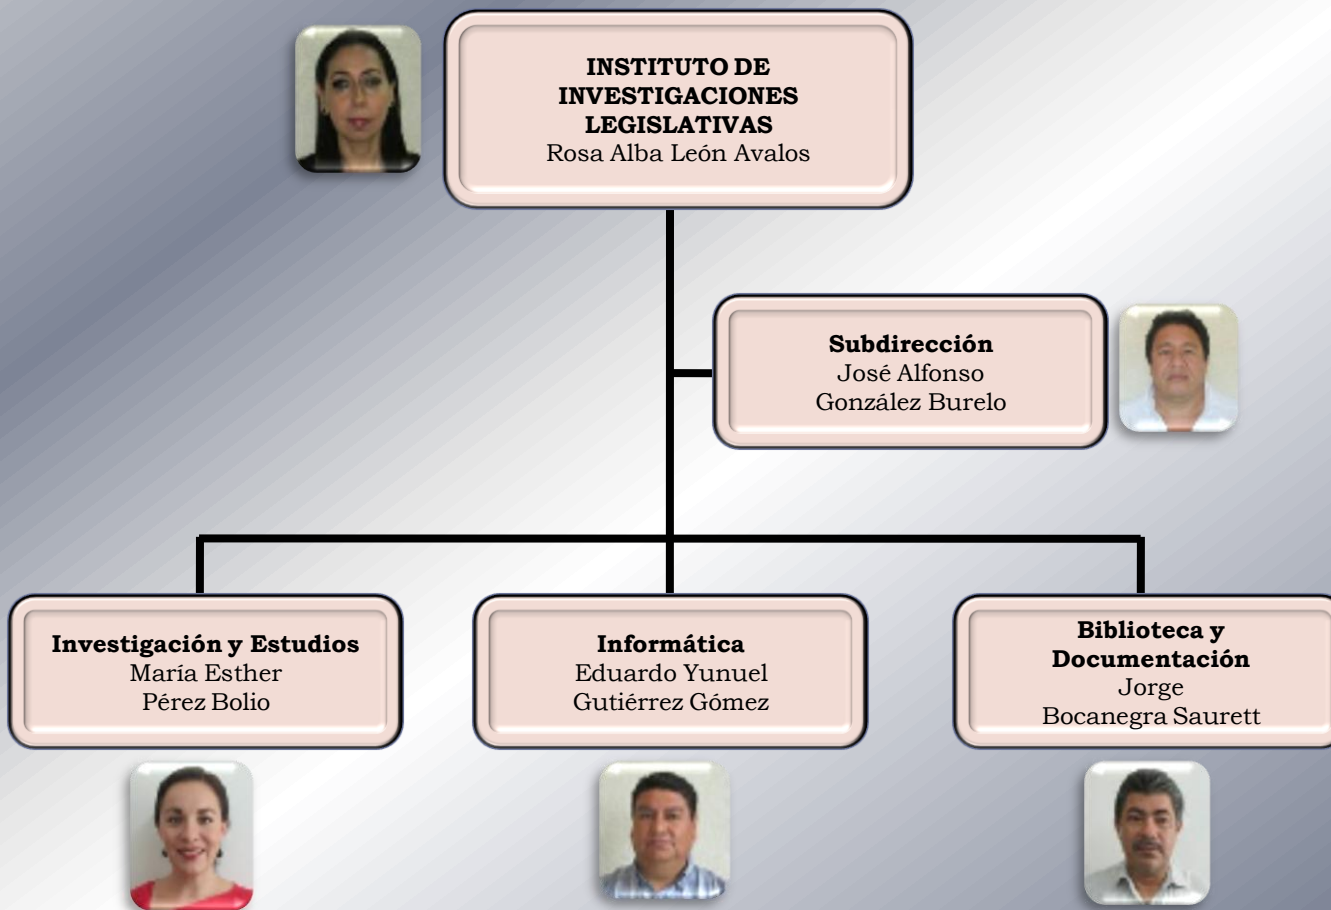 INSTITUTO DE
INVESTIGACIONES
LEGISLATIVAS
Rosa Alba León Avalos
Subdirección
José Alfonso
González Burelo
Investigación y Estudios
María Esther
Pérez Bolio
Informática
Eduardo Yunuel
Gutiérrez Gómez
Biblioteca y
Documentación
Jorge
Bocanegra Saurett